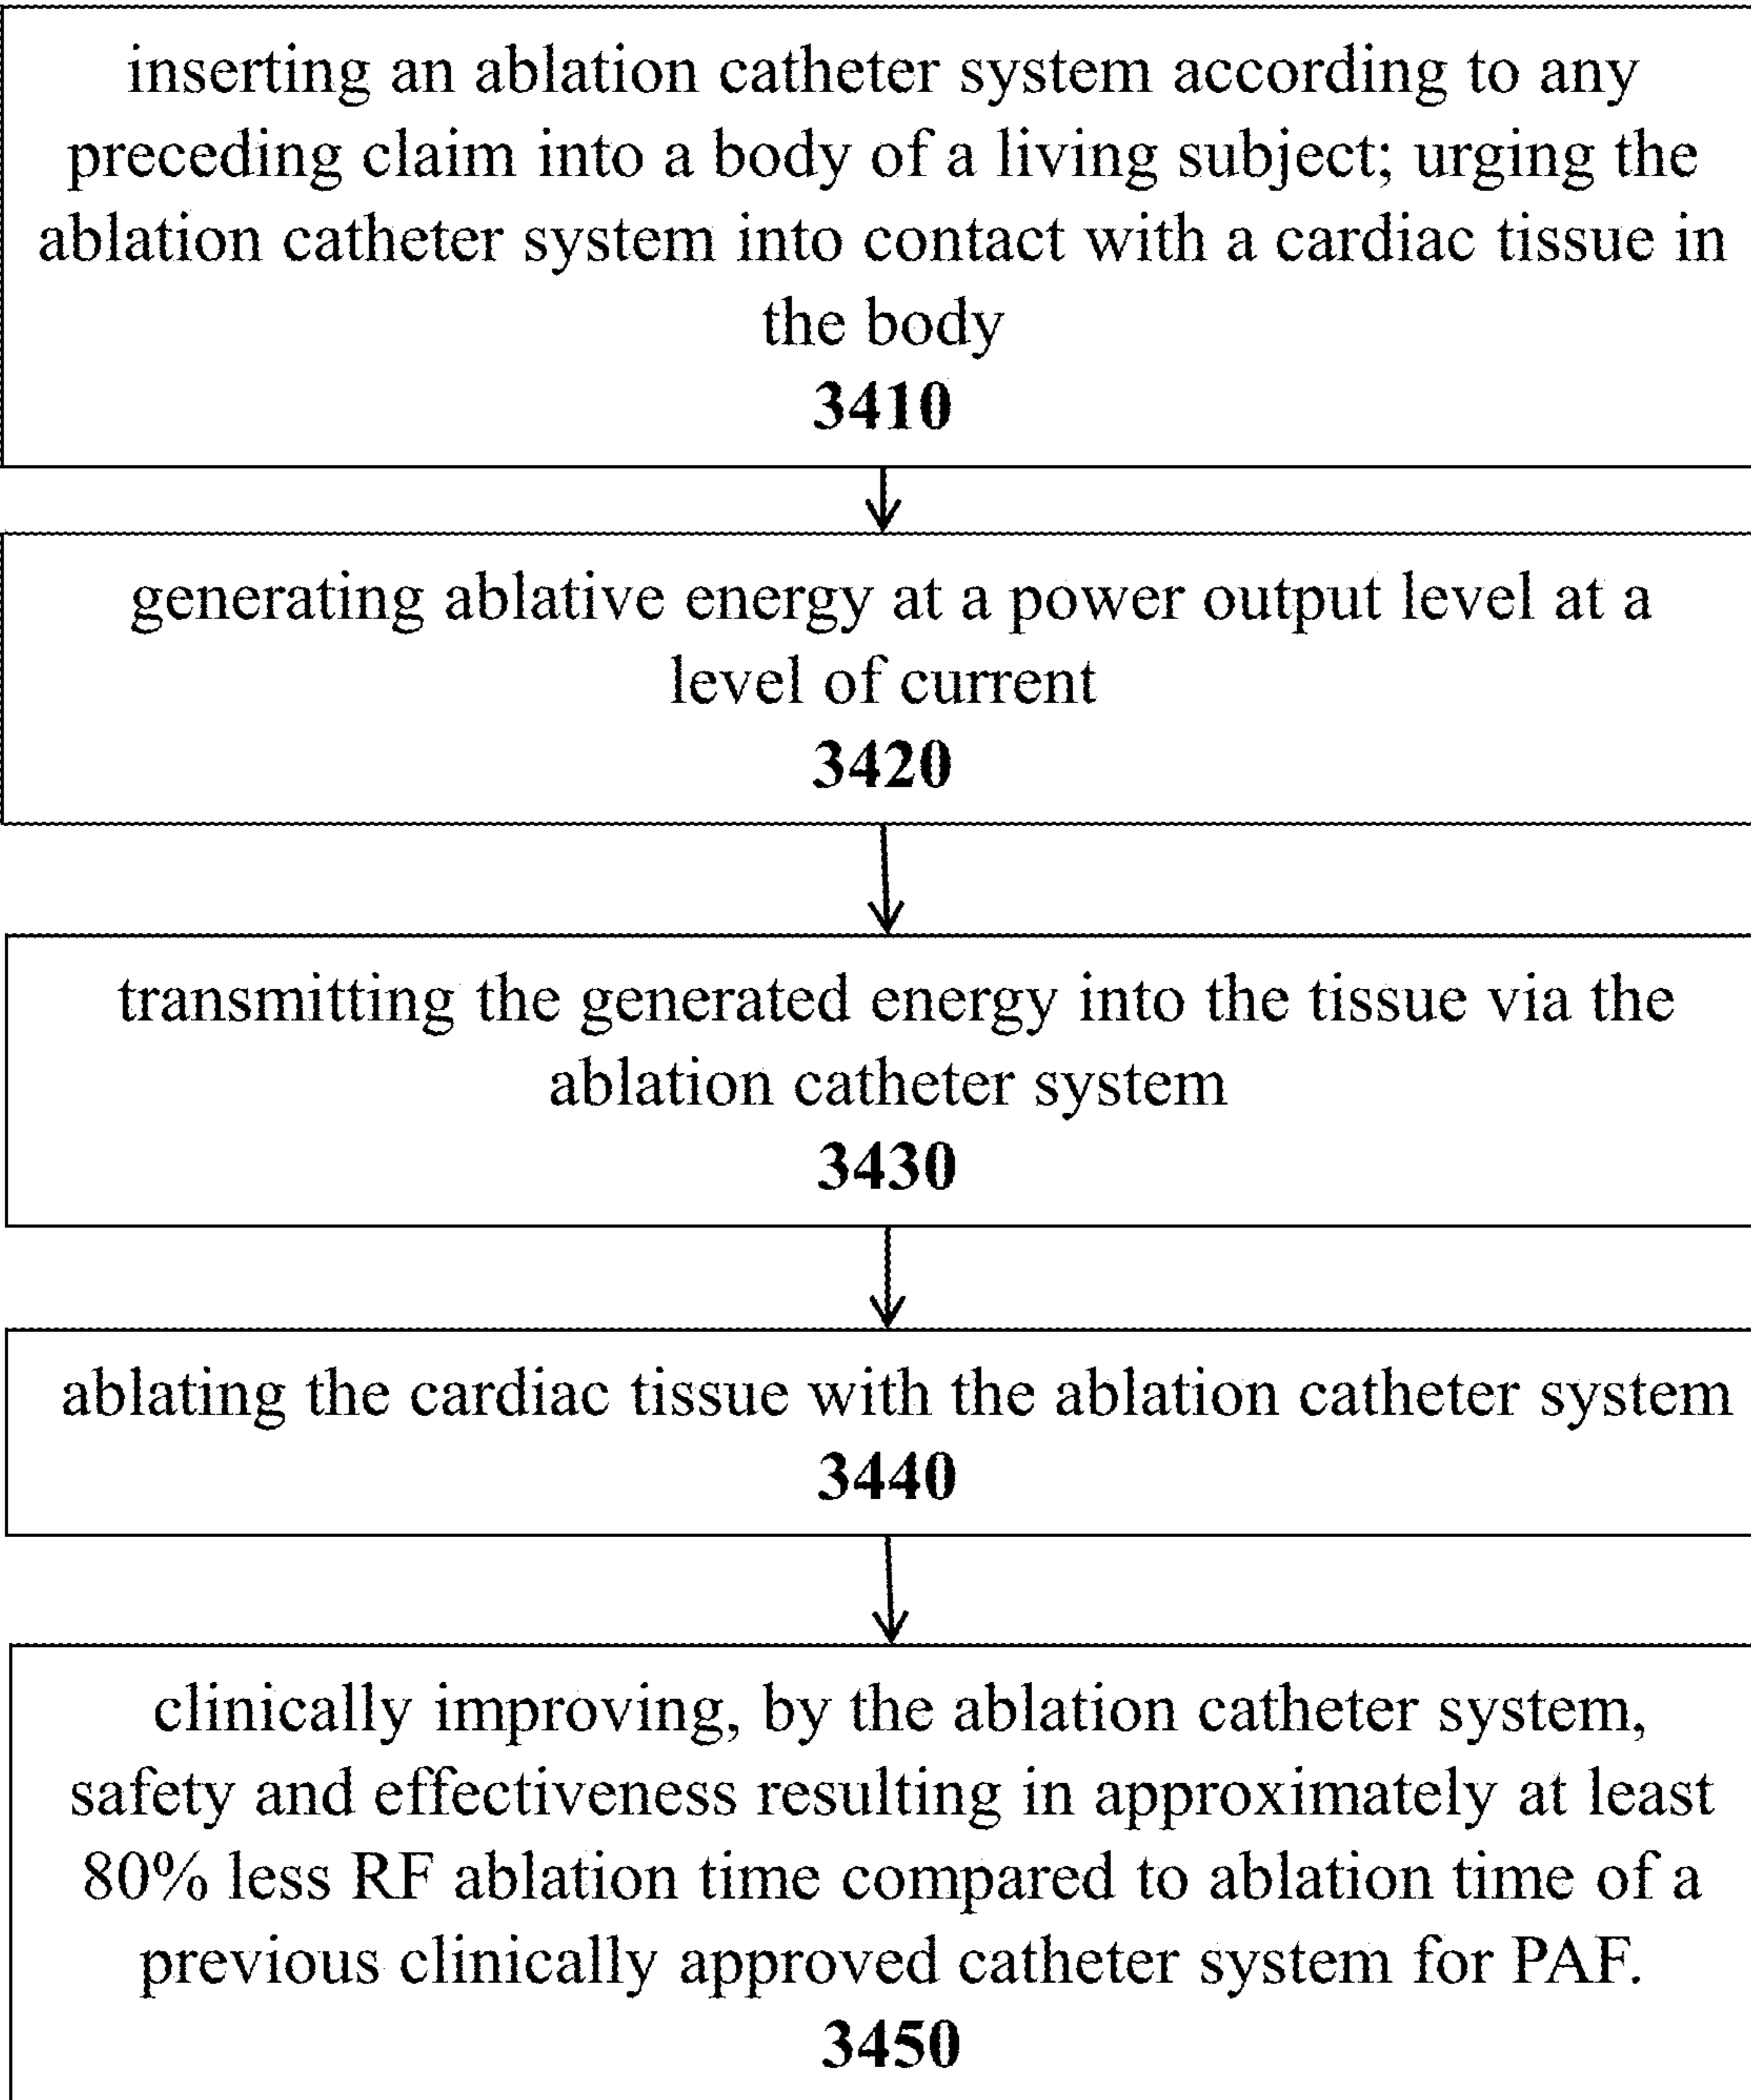 inserting an ablation catheter system according to any
preceding claim into a body of a living subject; urging the
ablation catheter system into contact with a cardiac tissue in
the body
3410
generating ablative energy at a power output level at a
level of current
3420
transmitting the generated energy into the tissue via the
ablation catheter system
3430
ablating the cardiac tissue with the ablation catheter system
3440
clinically improving, by the ablation catheter system,
safety and effectiveness resulting in approximately at least
80% less RF ablation time compared to ablation time of a
previous clinically approved catheter system for PAF.
3450